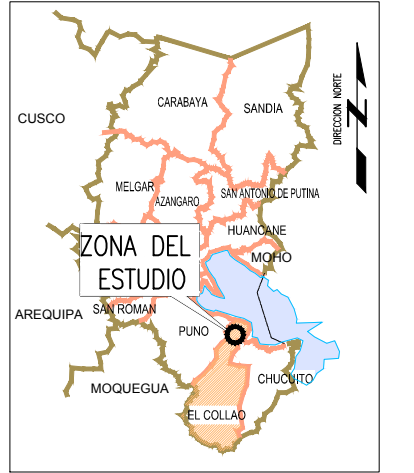 CARABAYA
SANDIA
DIRECCION NORTE
N
CUSCO
MELGAR
AZANGARO
SAN ANTONIO DE PUTINA
HUANCANE
MOHO
ZONA DEL
ESTUDIO
SAN ROMAN
AREQUIPA
PUNO
CHUCUITO
MOQUEGUA
EL COLLAO